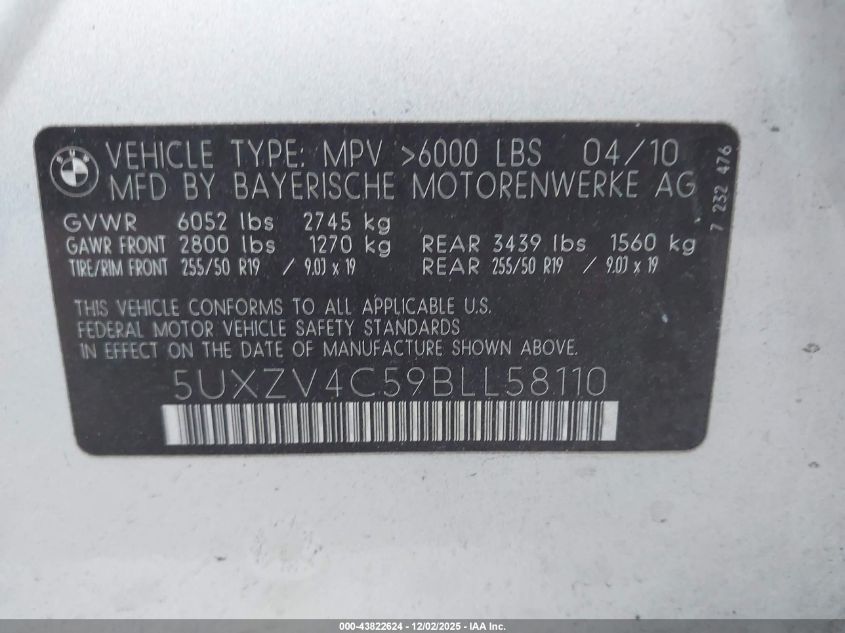 BMW
VEHICLE TYPE: MPV >6000 LBS 04/10
MFD BY BAYERISCHE MOTORENWERKE AG
GVWR 6052 lbs 2745 kg
GAWR FRONT 2800 lbs 1270 kg REAR 3439 lbs 1560 kg
TIRE/RIM FRONT 255/50 R19 / 9.0J x 19 REAR 255/50 R19 / 9.0J x 19
THIS VEHICLE CONFORMS TO ALL APPLICABLE U.S.
FEDERAL MOTOR VEHICLE SAFETY STANDARDS
IN EFFECT ON THE DATE OF MANUFACTURE SHOWN ABOVE.
5UXZV4C59BLL58110
7 232 476
000-43822624 - 12/02/2025 - IAA Inc.